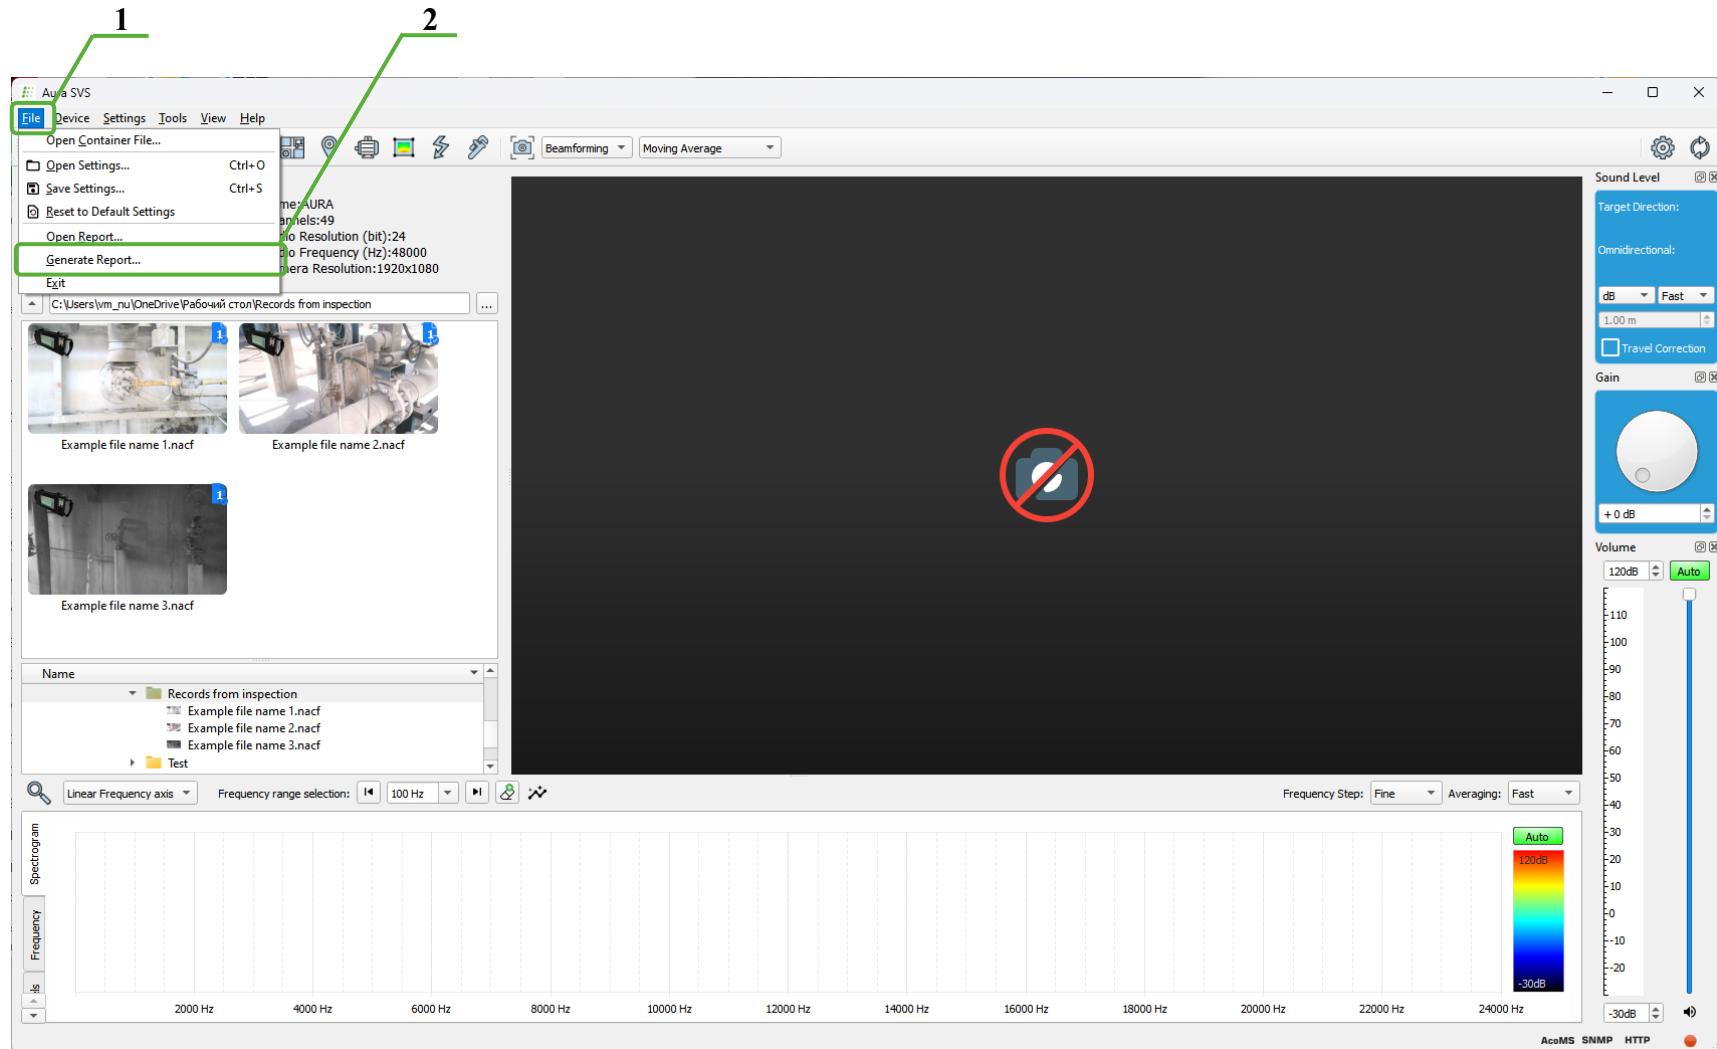 1
2
Aura SVS
File Device Settings Tools View Help
Open Container File...
Open Settings... Ctrl+O
Save Settings... Ctrl+S
Reset to Default Settings
Open Report...
Generate Report...
Exit
Beamforming
Moving Average
me:AURA
annels:49
dio Resolution (bit):24
dio Frequency (Hz):48000
mera Resolution:1920x1080
C:\Users\vm_nu\OneDrive\Рабочий стол\Records from inspection
...
1
1
Example file name 1.nacf
Example file name 2.nacf
1
Example file name 3.nacf
Name
Records from inspection
Example file name 1.nacf
Example file name 2.nacf
Example file name 3.nacf
Test
Sound Level
Target Direction:
Omnidirectional:
dB Fast
1.00 m
Travel Correction
Gain
+ 0 dB
Volume
120dB Auto
110
100
90
80
70
60
50
40
30
20
10
0
-10
-20
-30dB
Linear Frequency axis
Frequency range selection:
100 Hz
Frequency Step: Fine
Averaging: Fast
Spectrogram
Frequency
els
Auto
120dB
-30dB
2000 Hz 4000 Hz 6000 Hz 8000 Hz 10000 Hz 12000 Hz 14000 Hz 16000 Hz 18000 Hz 20000 Hz 22000 Hz 24000 Hz
AcoMS SNMP HTTP